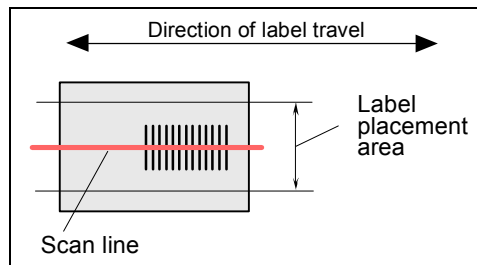 Direction of label travel
Label
placement
area
Scan line